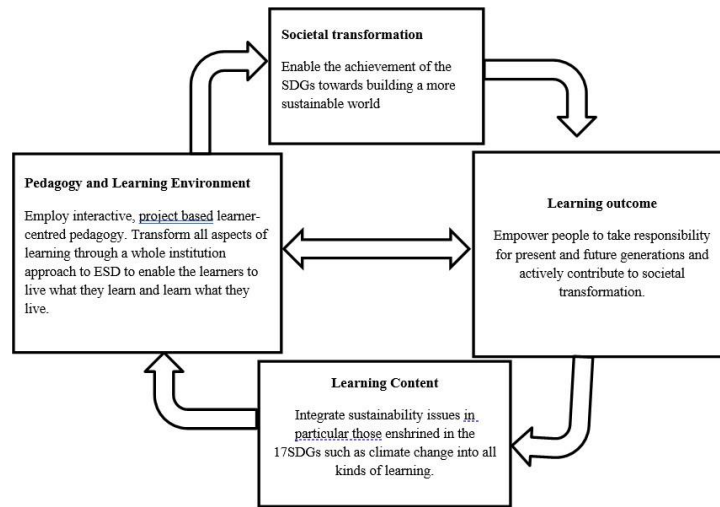 Societal transformation
Enable the achievement of the
SDGs towards building a more
sustainable world
Pedagogy and Learning Environment
Employ interactive, project based learner-
centred pedagogy. Transform all aspects of
learning through a whole institution
approach to ESD to enable the learners to
live what they learn and learn what they
live.
Learning outcome
Empower people to take responsibility
for present and future generations and
actively contribute to societal
transformation.
Learning Content
Integrate sustainability issues in
particular those enshrined in the
17SDGs such as climate change into all
kinds of learning.